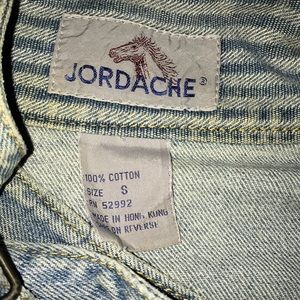 JORDACHE®
100% COTTON
SIZE S
RN 52992
MADE IN HONG KONG
ON REVERSE